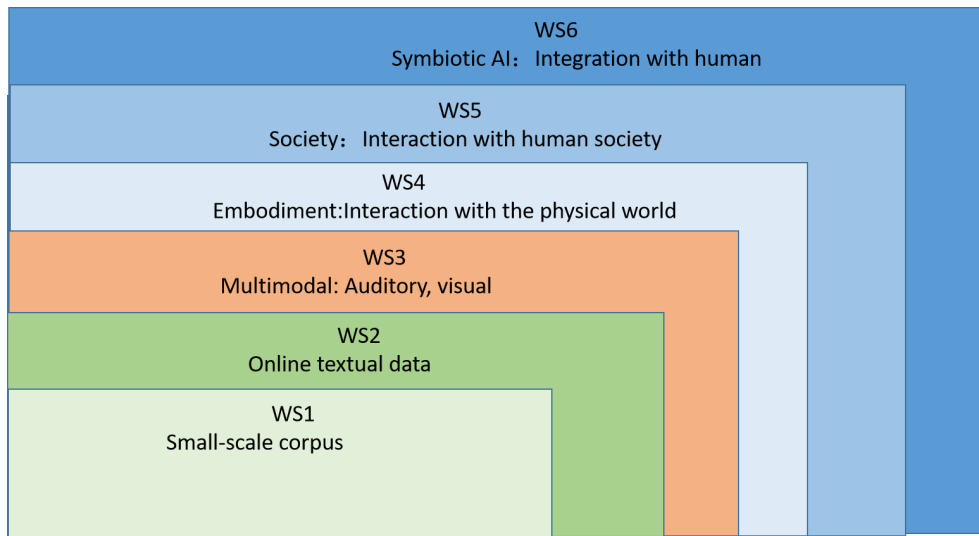 WS6
Symbiotic AI：Integration with human
WS5
Society：Interaction with human society
WS4
Embodiment:Interaction with the physical world
WS3
Multimodal: Auditory, visual
WS2
Online textual data
WS1
Small-scale corpus